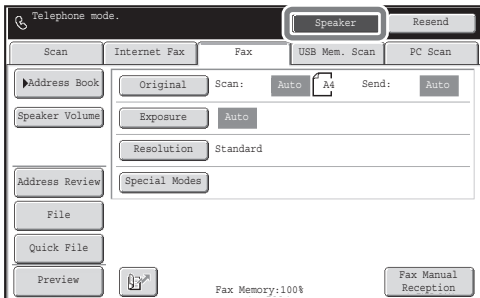 Telephone mode.
Speaker
Resend
Scan
Internet Fax
Fax
USB Mem. Scan
PC Scan
Address Book
Original
Scan:
Auto
A4
Send:
Auto
Speaker Volume
Exposure
Auto
Resolution
Standard
Address Review
Special Modes
File
Quick File
Preview
Fax Memory:100%
Fax Manual
Reception